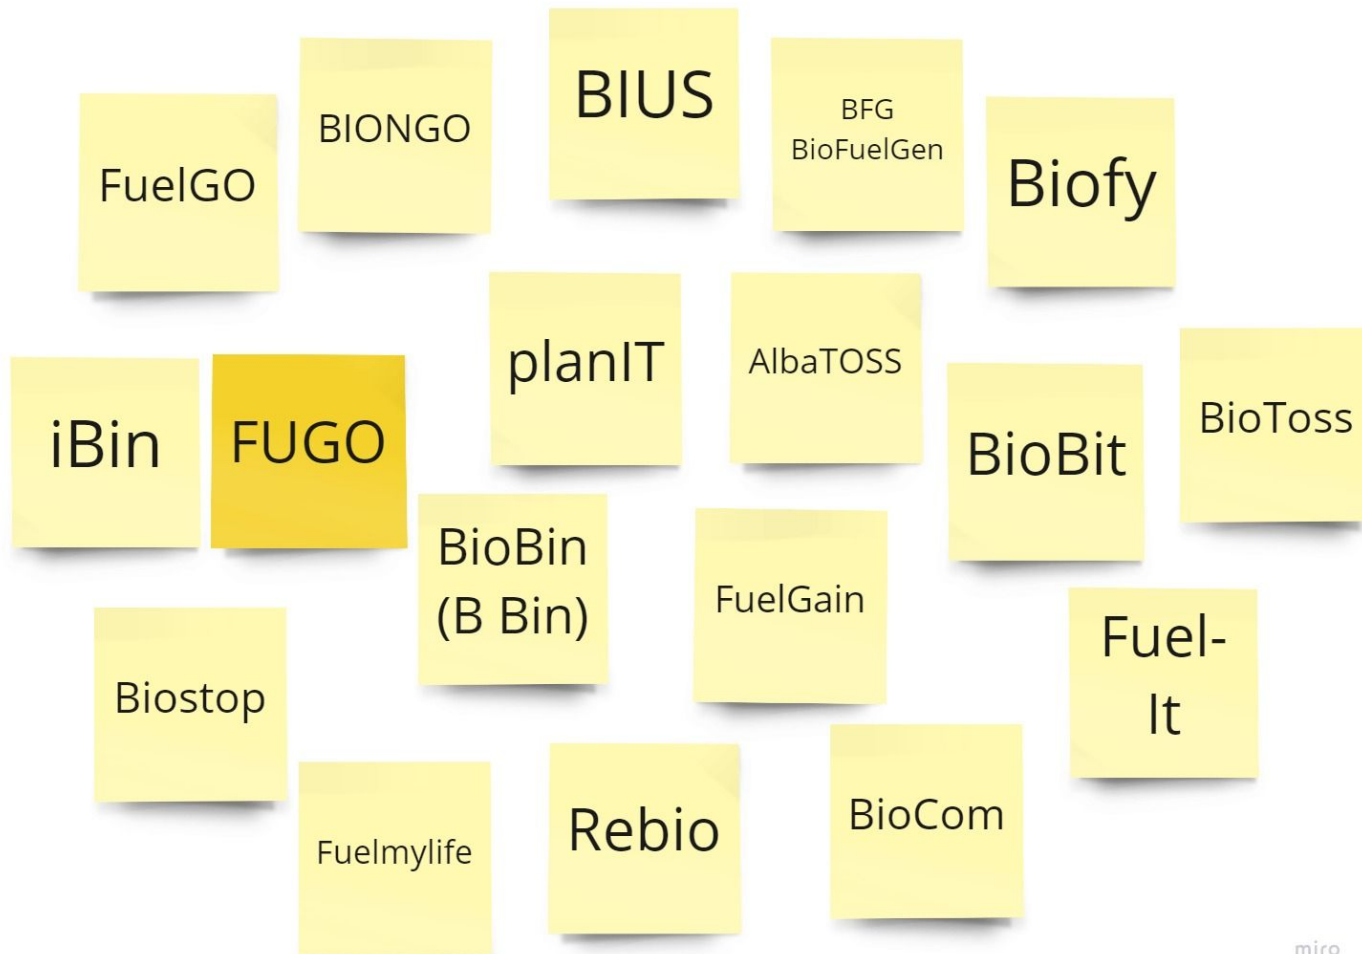 BIUS
BIONGO
BFG
BioFuelGen
FuelGO
Biofy
planIT
AlbaTOSS
iBin
FUGO
BioBit
BioToss
BioBin
(B Bin)
FuelGain
Fuel-
It
Biostop
Fuelmylife
Rebio
BioCom
miro